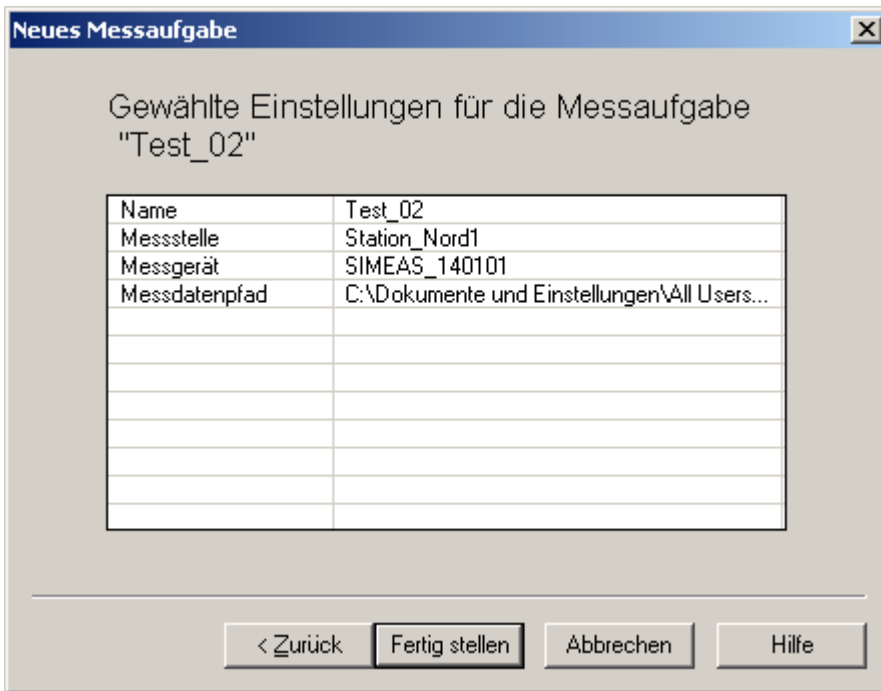 Neues Messaufgabe
Gewählte Einstellungen für die Messaufgabe
"Test_02"
Name Test_02
Messstelle Station_Nord1
Messgerät SIMEAS_140101
Messdatenpfad C:\Dokumente und Einstellungen\All Users...
< Zurück Fertig stellen Abbrechen Hilfe